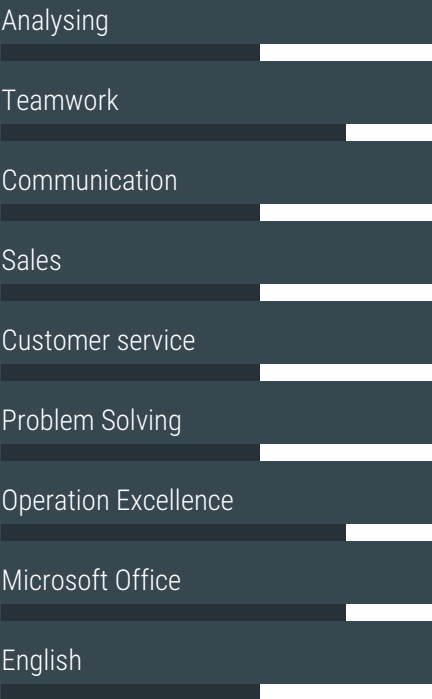 Analysing
Teamwork
Communication
Sales
Customer service
Problem Solving
Operation Excellence
Microsoft Office
English